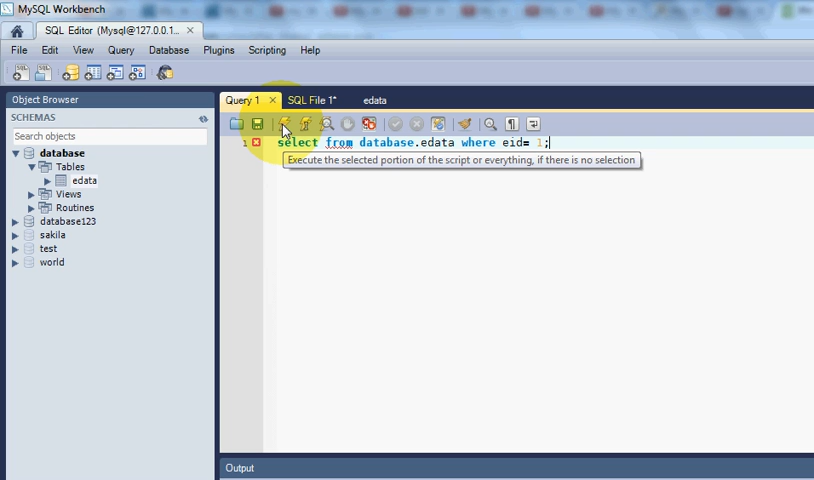 MySQL Workbench
SQL Editor (Mysql@127.0.0.1...
File Edit View Query Database Plugins Scripting Help
Object Browser
SCHEMAS
Search objects
database
Tables
edata
Views
Routines
database123
sakila
test
world
Query 1 SQL File 1* edata
1 select from database.edata where eid= 1;
Execute the selected portion of the script or everything, if there is no selection
Output